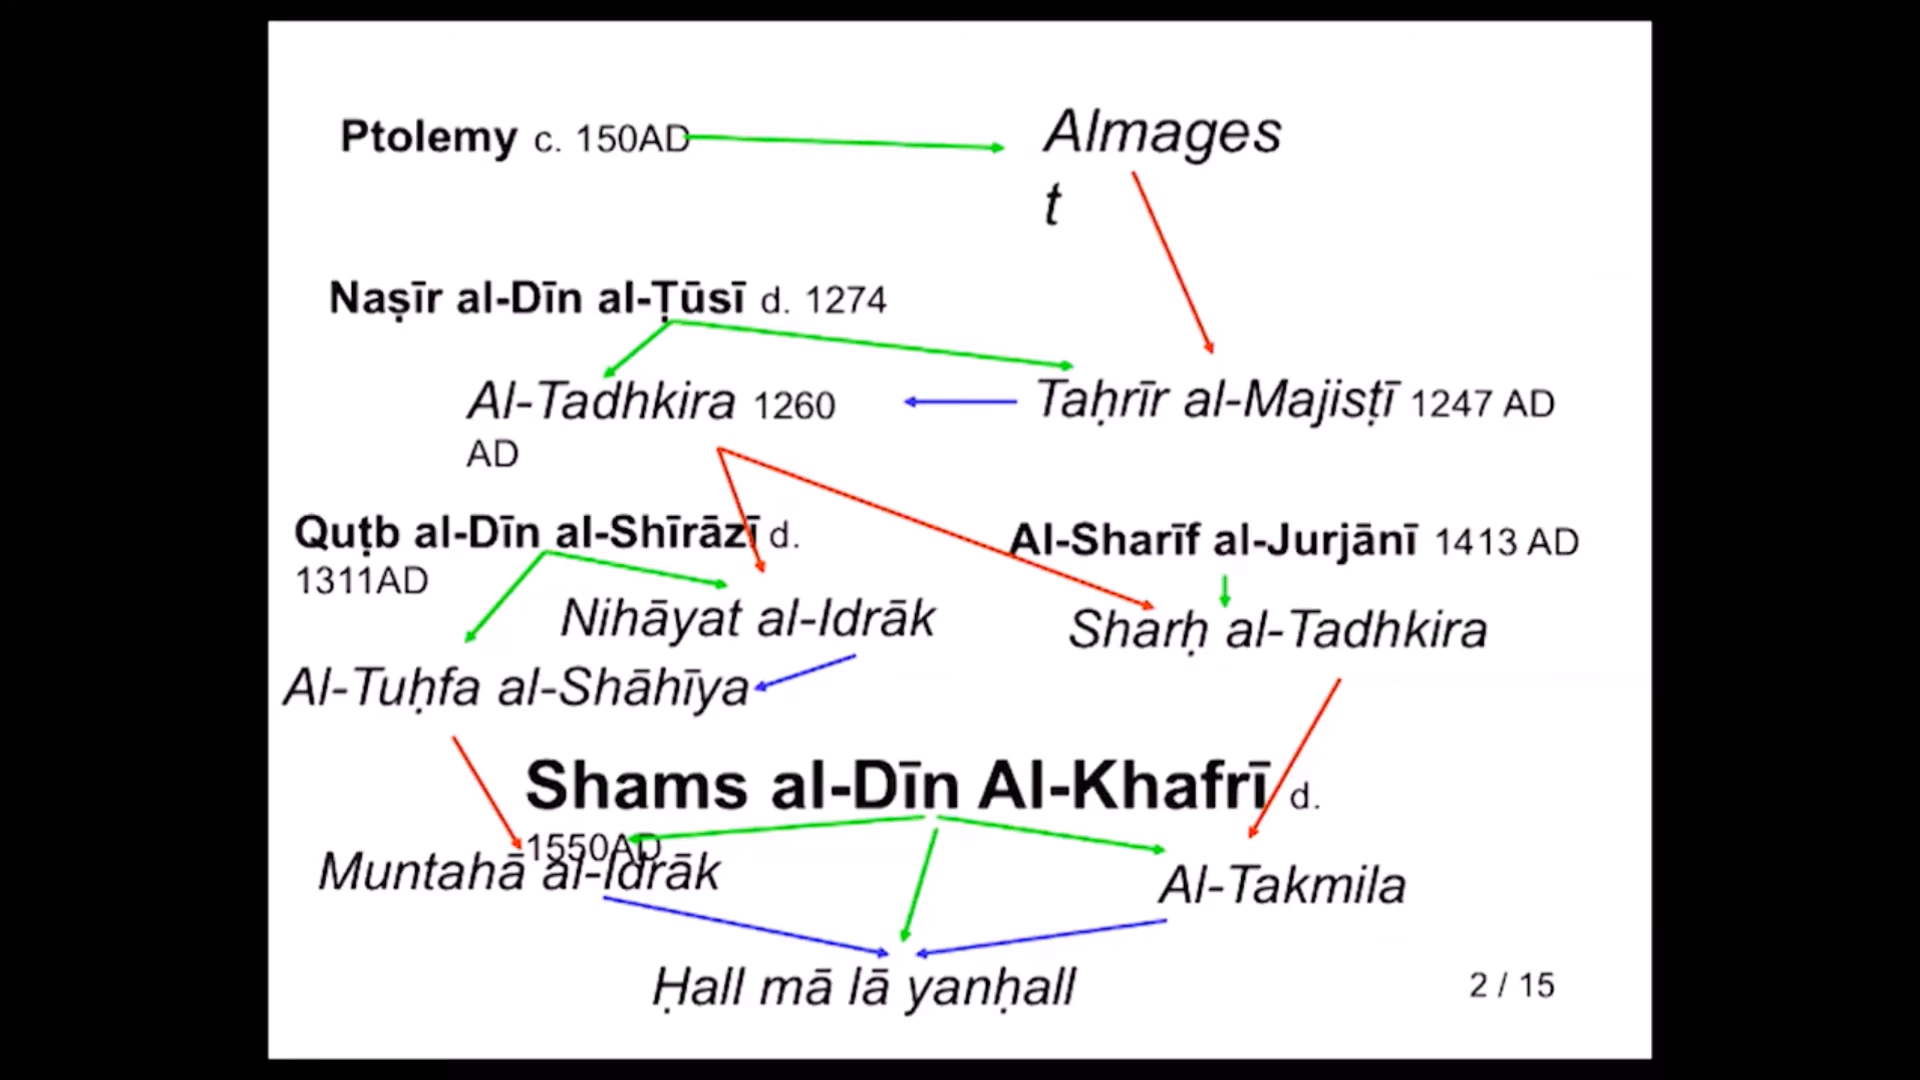 Ptolemy c. 150AD
Almages
t
Naṣīr al-Dīn al-Ṭūsī d. 1274
Al-Tadhkira 1260
AD
Taḥrīr al-Majisṭī 1247 AD
Quṭb al-Dīn al-Shīrāzī d.
1311AD
Al-Sharīf al-Jurjānī 1413 AD
Nihāyat al-Idrāk
Sharḥ al-Tadhkira
Al-Tuḥfa al-Shāhīya
Shams al-Dīn Al-Khafrī d.
1550AD
Muntahā al-Idrāk
Al-Takmila
Ḥall mā lā yanḥall
2 / 15